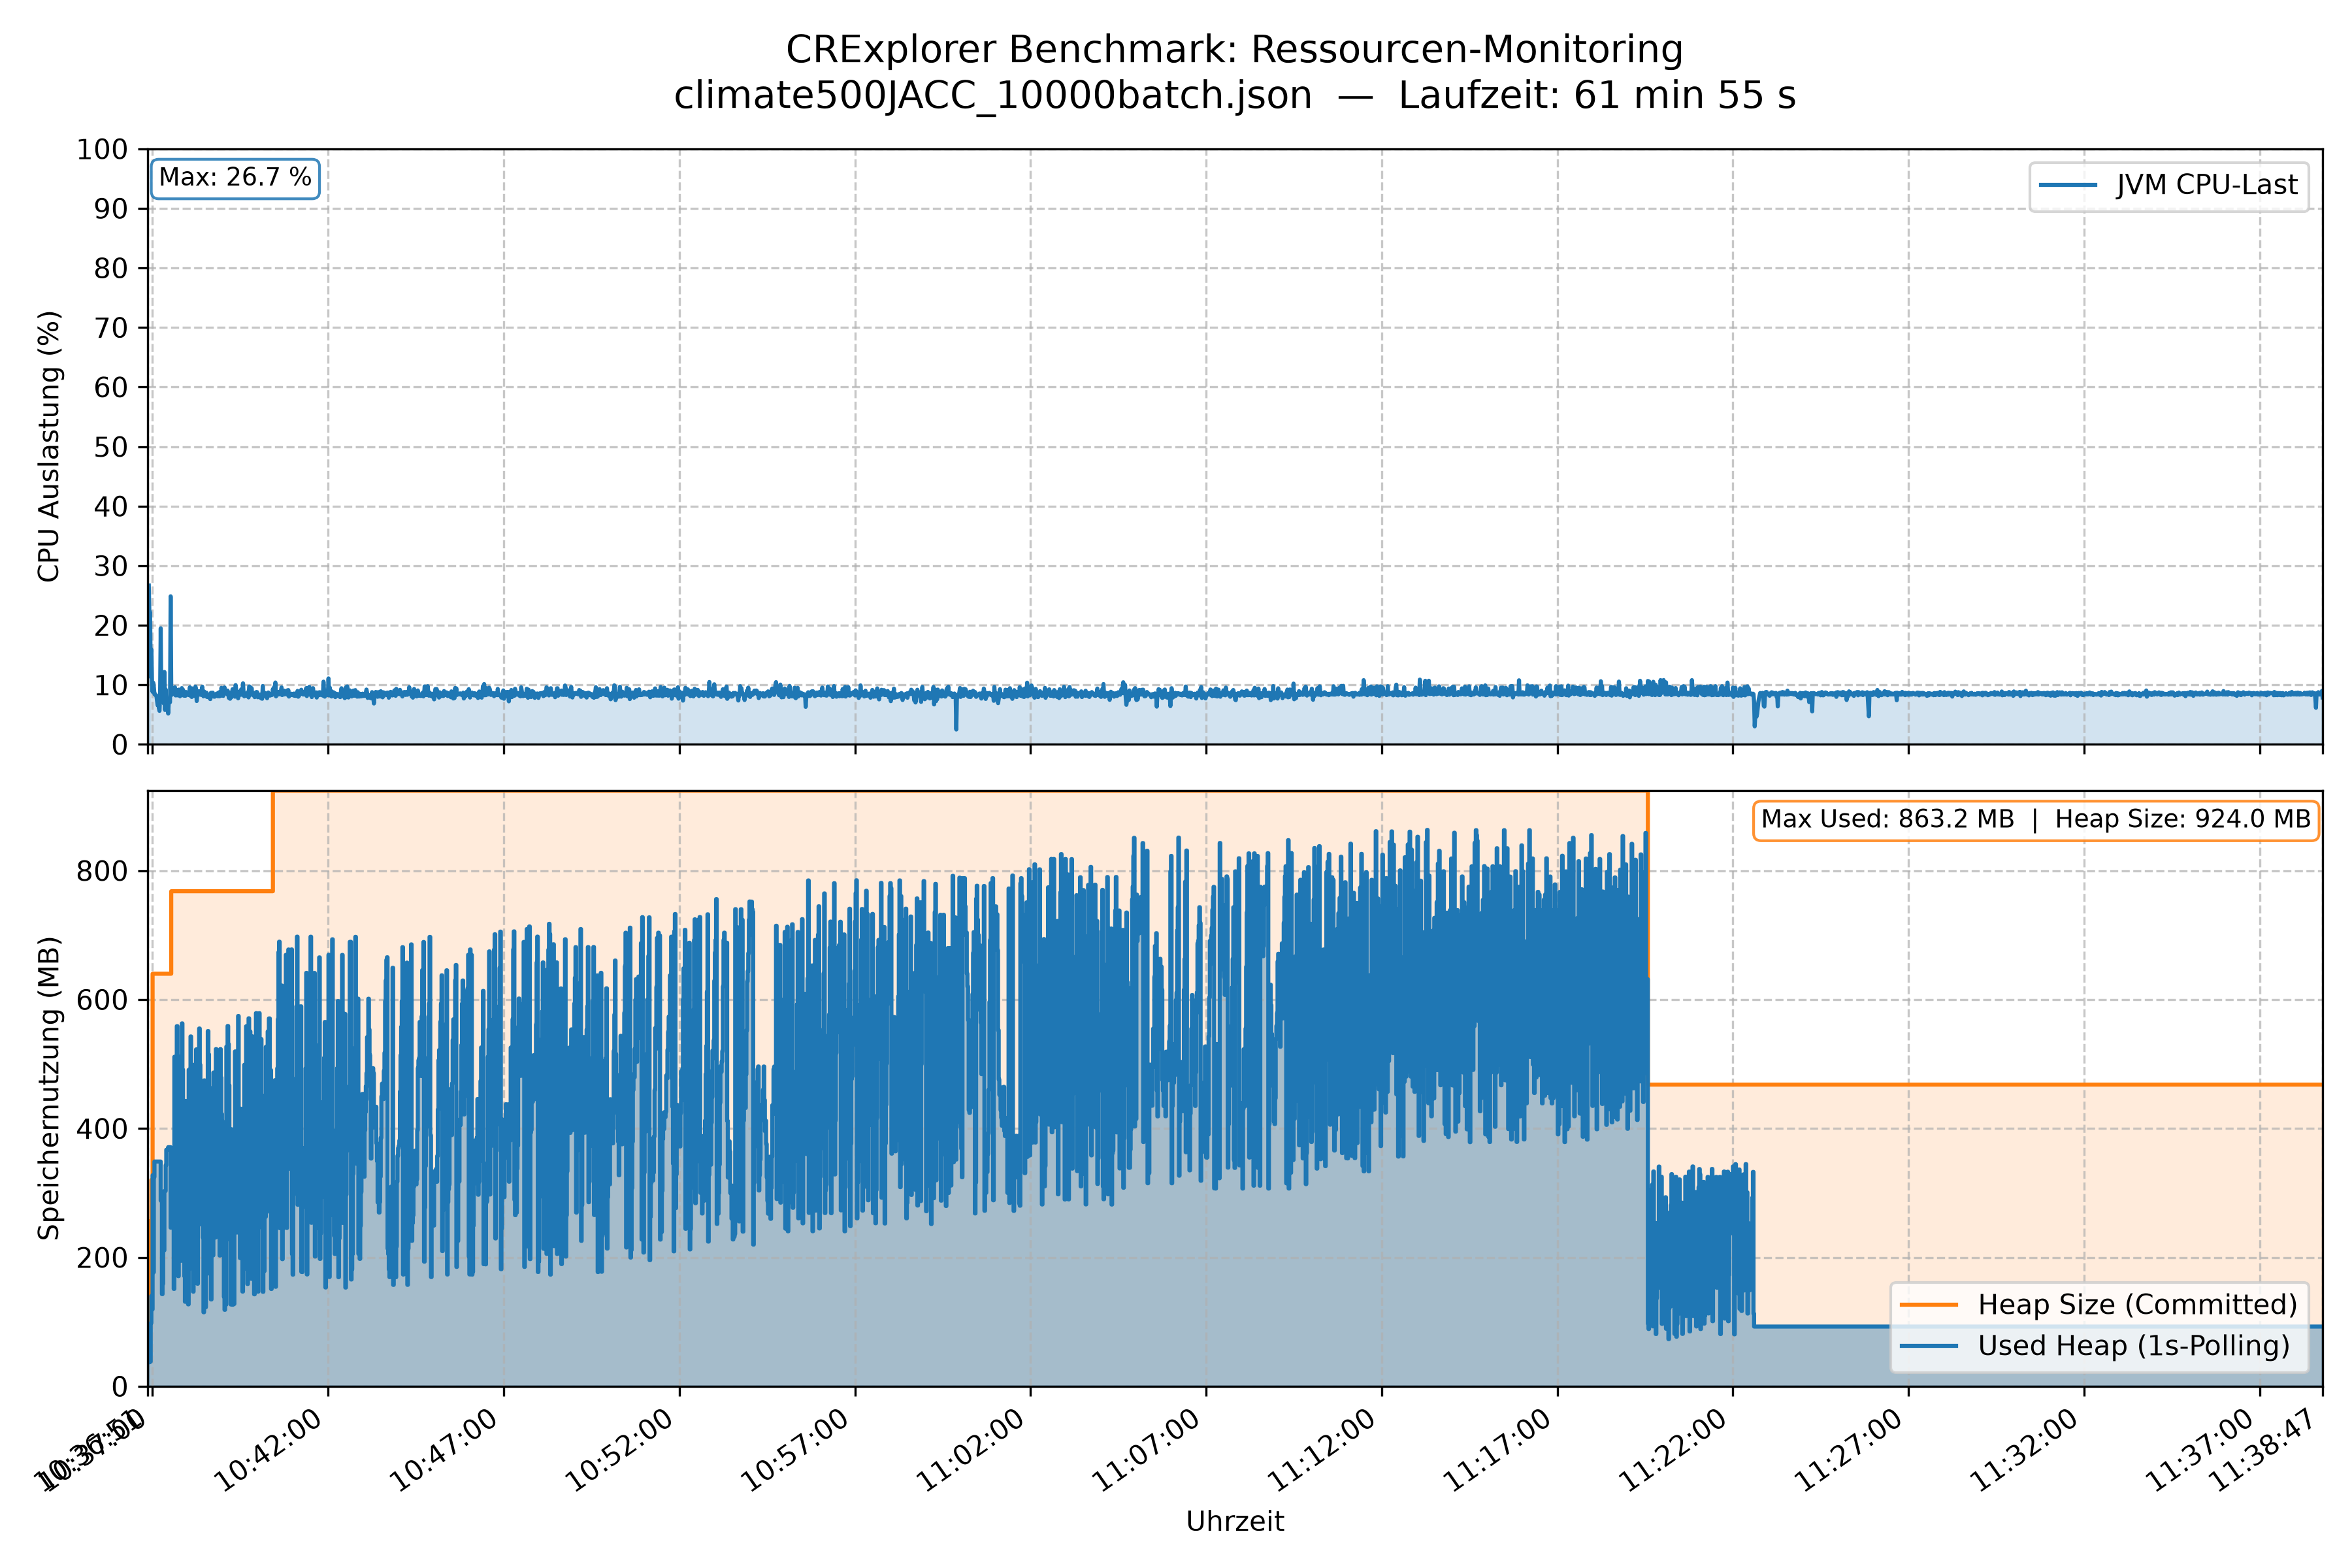 CRExplorer Benchmark: Ressourcen-Monitoring
climate500JACC_10000batch.json — Laufzeit: 61 min 55 s
100
90
80
70
60
50
40
30
20
10
0
CPU Auslastung (%)
Max: 26.7 %
JVM CPU-Last
800
600
400
200
0
Speichernutzung (MB)
Max Used: 863.2 MB | Heap Size: 924.0 MB
Heap Size (Committed)
Used Heap (1s-Polling)
10:42:00
10:47:00
10:52:00
10:57:00
11:02:00
11:07:00
11:12:00
11:17:00
11:22:00
11:27:00
11:32:00
11:37:00
11:38:47
Uhrzeit